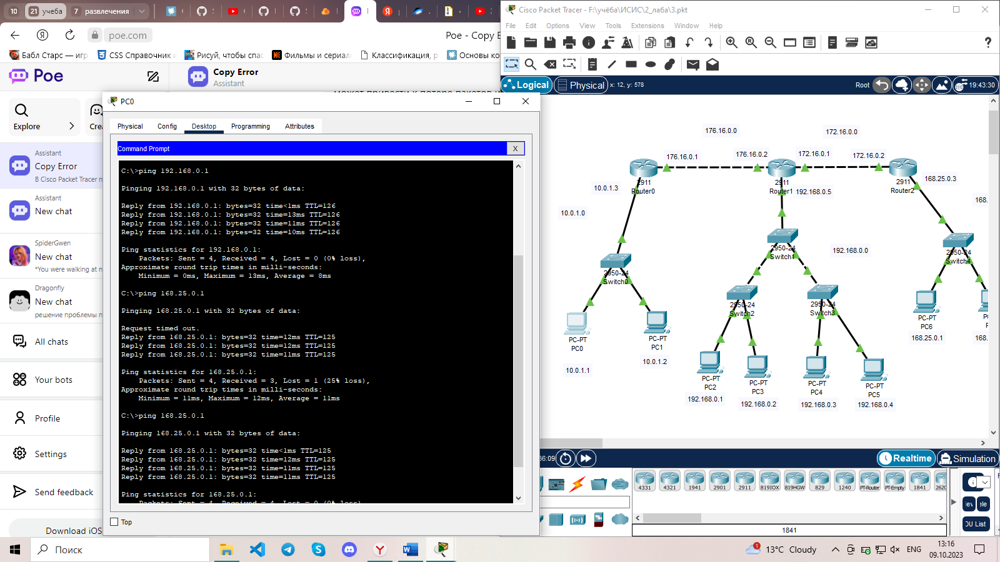 10
21 учеба
7 развлечения
poe.com
Poe - Copy E
Бабл Старс — игр
CSS Справочник
Рисуй, чтобы спас
Фильмы и сериал
Классификация, р
Основы ко
Poe
Copy Error
Assistant
Explore
Crea
Assistant
Copy Error
В Cisco Packet Tracer п
Assistant
New chat
SpiderGwen
New chat
*You were walking at n
Dragonfly
New chat
решение проблемы п
All chats
Your bots
Profile
Settings
Send feedback
Download iOS
PC0
Physical Config Desktop Programming Attributes
Command Prompt
X
C:\>ping 192.168.0.1
Pinging 192.168.0.1 with 32 bytes of data:
Reply from 192.168.0.1: bytes=32 time<1ms TTL=126
Reply from 192.168.0.1: bytes=32 time=13ms TTL=126
Reply from 192.168.0.1: bytes=32 time=11ms TTL=126
Reply from 192.168.0.1: bytes=32 time=10ms TTL=126
Ping statistics for 192.168.0.1:
Packets: Sent = 4, Received = 4, Lost = 0 (0% loss),
Approximate round trip times in milli-seconds:
Minimum = 0ms, Maximum = 13ms, Average = 8ms
C:\>ping 168.25.0.1
Pinging 168.25.0.1 with 32 bytes of data:
Request timed out.
Reply from 168.25.0.1: bytes=32 time=12ms TTL=125
Reply from 168.25.0.1: bytes=32 time=12ms TTL=125
Reply from 168.25.0.1: bytes=32 time=11ms TTL=125
Ping statistics for 168.25.0.1:
Packets: Sent = 4, Received = 3, Lost = 1 (25% loss),
Approximate round trip times in milli-seconds:
Minimum = 11ms, Maximum = 12ms, Average = 11ms
C:\>ping 168.25.0.1
Pinging 168.25.0.1 with 32 bytes of data:
Reply from 168.25.0.1: bytes=32 time<1ms TTL=125
Reply from 168.25.0.1: bytes=32 time=12ms TTL=125
Reply from 168.25.0.1: bytes=32 time=11ms TTL=125
Reply from 168.25.0.1: bytes=32 time=11ms TTL=125
Ping statistics for 168.25.0.1:
Packets: Sent = 4, Received = 4, Lost = 0 (0% loss),
Top
Cisco Packet Tracer - F:\учёба\ИСИС\2_лаба\3.pkt
File Edit Options View Tools Extensions Window Help
Logical
Physical
x: 12, y: 578
Root
19:43:30
176.16.0.0
172.16.0.0
176.16.0.1
176.16.0.2
172.16.0.1
172.16.0.2
2911
Router0
2911
Router1
2911
Router2
10.0.1.3
192.168.0.5
168.25.0.3
168.
10.0.1.0
2950-24
Switch0
2950-24
Switch1
192.168.0.0
2950-24
Switch4
2950-24
Switch2
2950-24
Switch3
PC-PT
PC0
PC-PT
PC1
PC-PT
PC6
168.25.0.1
168.
10.0.1.1
10.0.1.2
PC-PT
PC2
PC-PT
PC3
PC-PT
PC4
PC-PT
PC5
192.168.0.1
192.168.0.2
192.168.0.3
192.168.0.4
36:09
Realtime
Simulation
4331
4321
1941
2901
2911
819IOX
819HGW
829
1240
PT-Router
PT-Empty
1841
2620
1841
DU List
Поиск
1
13°C Cloudy
ENG
13:16
09.10.2023